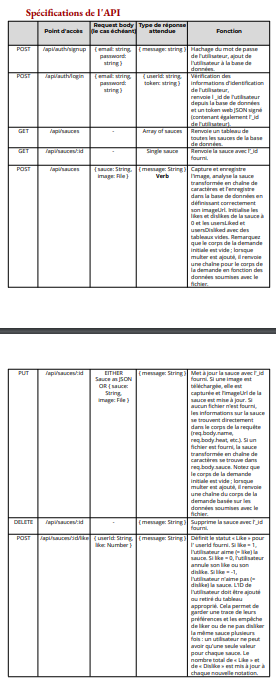 Spécifications de l'API
Point d'accès
Request body
(le cas échéant)
Type de réponse
attendue
Fonction
POST
/api/auth/signup
{ email: string,
password:
string }
{ message: string }
Hachage du mot de passe
de l'utilisateur, ajout de
l'utilisateur à la base de
données.
POST
/api/auth/login
{ email: string,
password:
string }
{ userId: string,
token: string }
Vérification des
informations d'identification
de l'utilisateur,
renvoie l _id de l'utilisateur
depuis la base de données
et un token web JSON signé
(contenant également l'_id
de l'utilisateur).
GET
/api/sauces
-
Array of sauces
Renvoie un tableau de
toutes les sauces de la base
de données.
GET
/api/sauces/:id
-
Single sauce
Renvoie la sauce avec l'_id
fourni.
POST
/api/sauces
{ sauce: String,
image: File }
{ message: String }
Verb
Capture et enregistre
l'image, analyse la sauce
transformée en chaîne de
caractères et l'enregistre
dans la base de données en
définissant correctement
son imageUrl. Initialise les
likes et dislikes de la sauce à
0 et les usersLiked et
usersDisliked avec des
tableaux vides. Remarquez
que le corps de la demande
initiale est vide ; lorsque
multer est ajouté, il renvoie
une chaîne pour le corps de
la demande en fonction des
données soumises avec le
fichier.
PUT
/api/sauces/:id
EITHER
Sauce as JSON
OR { sauce:
String,
image: File }
{ message: String }
Met à jour la sauce avec l'_id
fourni. Si une image est
téléchargée, elle est
capturée et l'imageUrl de la
sauce est mise à jour. Si
aucun fichier n'est fourni,
les informations sur la sauce
se trouvent directement
dans le corps de la requête
(req.body.name,
req.body.heat, etc.). Si un
fichier est fourni, la sauce
transformée en chaîne de
caractères se trouve dans
req.body.sauce. Notez que
le corps de la demande
initiale est vide ; lorsque
multer est ajouté, il renvoie
une chaîne du corps de la
demande basée sur les
données soumises avec le
fichier.
DELETE
/api/sauces/:id
-
{ message: String }
Supprime la sauce avec l'_id
fourni.
POST
/api/sauces/:id/like
{ userId: String,
like: Number }
{ message: String }
Définit le statut « Like » pour
l' userId fourni. Si like = 1,
l'utilisateur aime (= like) la
sauce. Si like = 0, l'utilisateur
annule son like ou son
dislike. Si like = -1,
l'utilisateur n'aime pas (=
dislike) la sauce. L'ID de
l'utilisateur doit être ajouté
ou retiré du tableau
approprié. Cela permet de
garder une trace de leurs
préférences et les empêche
de liker ou de ne pas disliker
la même sauce plusieurs
fois : un utilisateur ne peut
avoir qu'une seule valeur
pour chaque sauce. Le
nombre total de « Like » et
de « Dislike » est mis à jour à
chaque nouvelle notation.